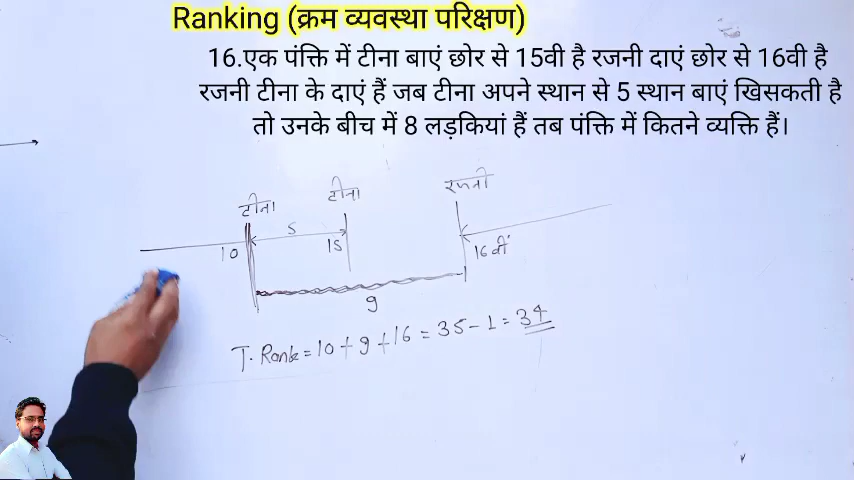 Ranking (क्रम व्यवस्था परिक्षण)
16.एक पंक्ति में टीना बाएं छोर से 15वी है रजनी दाएं छोर से 16वी है
रजनी टीना के दाएं हैं जब टीना अपने स्थान से 5 स्थान बाएं खिसकती है
तो उनके बीच में 8 लड़कियां हैं तब पंक्ति में कितने व्यक्ति हैं।
टीना टीना रजनी
5
10 15 16वीं
9
T. Rank = 10 + 9 + 16 = 35 - 1 = 34